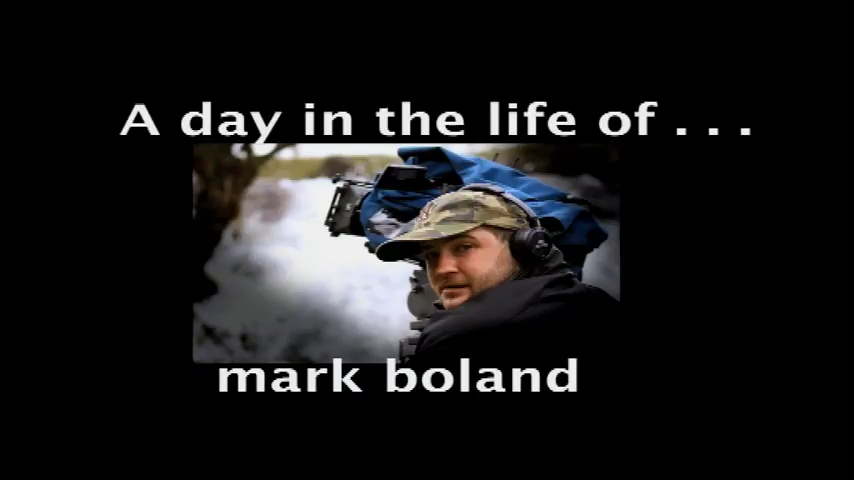 A day in the life of . . .
mark boland